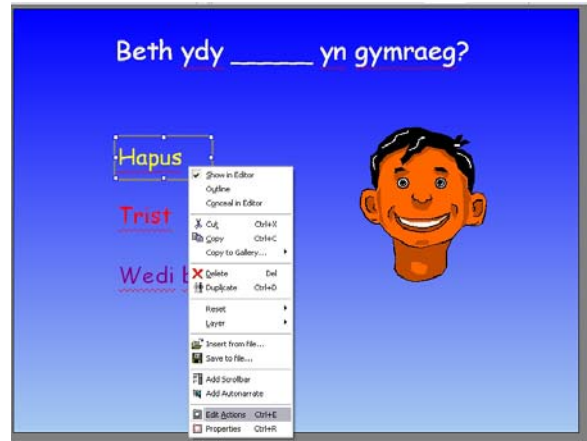 Beth ydy _____ yn gymraeg?
Hapus
Trist
Wedi
Show in Editor
Outline
Conceal in Editor
Cut Ctrl+X
Copy Ctrl+C
Copy to Gallery...
Delete Del
Duplicate Ctrl+D
Reset
Layer
Insert from file...
Save to file...
Add Scrollbar
Add Autonarrate
Edit Actions Ctrl+E
Properties Ctrl+R